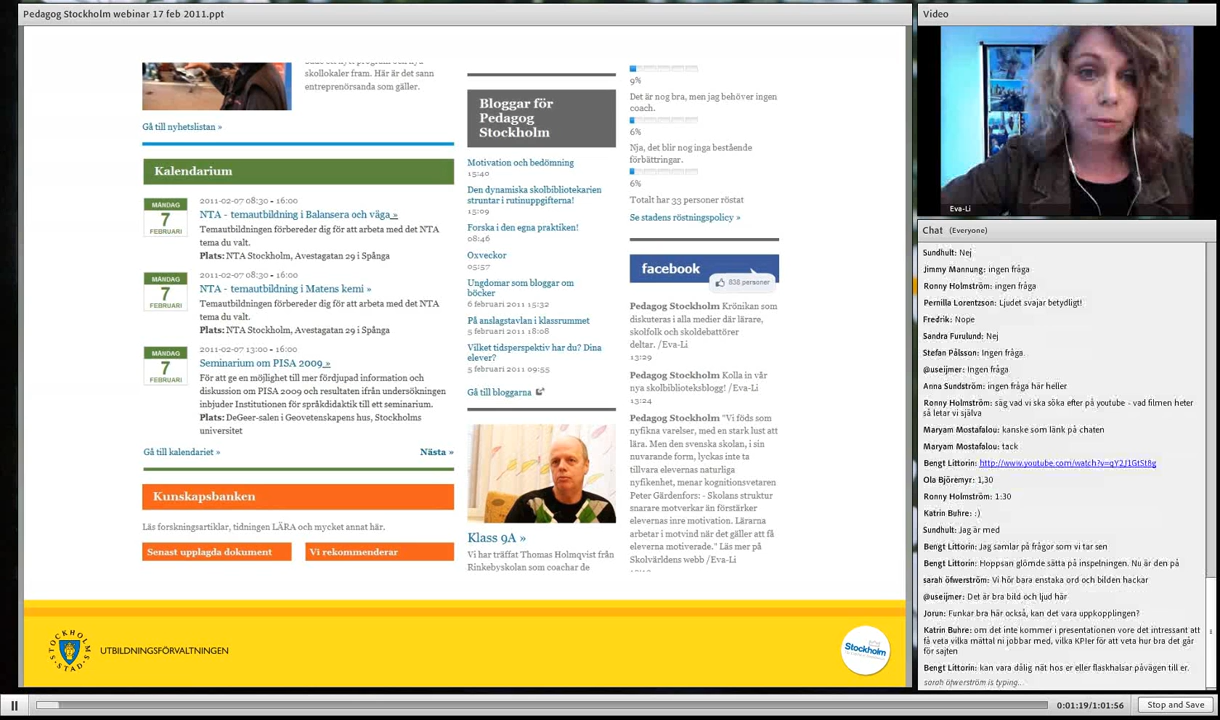 Pedagog Stockholm webinar 17 feb 2011.ppt
skollokaler fram. Här är det sann
entreprenörsanda som gäller.
Gå till nyhetslistan »
Kalendarium
MÅNDAG
7
FEBRUARI
2011-02-07 08:30 - 16:00
NTA - temautbildning i Balansera och väga »
Temautbildningen förbereder dig för att arbeta med det NTA
tema du valt.
Plats: NTA Stockholm, Avestagatan 29 i Spånga
MÅNDAG
7
FEBRUARI
2011-02-07 08:30 - 16:00
NTA - temautbildning i Matens kemi »
Temautbildningen förbereder dig för att arbeta med det NTA
tema du valt.
Plats: NTA Stockholm, Avestagatan 29 i Spånga
MÅNDAG
7
FEBRUARI
2011-02-07 13:00 - 16:00
Seminarium om PISA 2009 »
För att ge en möjlighet till mer fördjupad information och
diskussion om PISA 2009 och resultaten ifrån undersökningen
inbjuder Institutionen för språkdidaktik till ett seminarium.
Plats: DeGeer-salen i Geovetenskapens hus, Stockholms
universitet
Gå till kalendariet »
Nästa »
Kunskapsbanken
Läs forskningsartiklar, tidningen LÄRA och mycket annat här.
Senast upplagda dokument
Vi rekommenderar
Bloggar för
Pedagog
Stockholm
Motivation och bedömning
15:40
Den dynamiska skolbibliotekarien
struntar i rutinuppgifterna!
15:09
Forska i den egna praktiken!
08:46
Oxveckor
05:57
Ungdomar som bloggar om
böcker
6 februari 2011 15:32
På anslagstavlan i klassrummet
5 februari 2011 18:08
Vilket tidsperspektiv har du? Dina
elever?
5 februari 2011 09:55
Gå till bloggarna
Klass 9A »
Vi har träffat Thomas Holmqvist från
Rinkebyskolan som coachar de
9%
Det är nog bra, men jag behöver ingen
coach.
6%
Nja, det blir nog inga bestående
förbättringar.
6%
Totalt har 33 personer röstat
Se stadens röstningspolicy »
facebook
838 personer
Pedagog Stockholm Krönikan som
diskuteras i alla medier där lärare,
skolfolk och skoldebattörer
deltar. /Eva-Li
13:29
Pedagog Stockholm Kolla in vår
nya skolbiblioteksblogg! /Eva-Li
13:24
Pedagog Stockholm "Vi föds som
nyfikna varelser, med en stark lust att
lära. Men den svenska skolan, i sin
nuvarande form, lyckas inte ta
tillvara elevernas naturliga
nyfikenhet, menar kognitionsvetaren
Peter Gärdenfors: - Skolans struktur
snarare motverkar än förstärker
elevernas inre motivation. Lärarna
arbetar i motvind när det gäller att få
eleverna motiverade." Läs mer på
Skolvärldens webb /Eva-Li
STOCKHOLMS
STAD
UTBILDNINGSFÖRVALTNINGEN
Stockholm
Video
Eva-Li
Chat (Everyone)
Sundhult: Nej
Jimmy Mannung: ingen fråga
Ronny Holmström: ingen fråga
Pernilla Lorentzson: Ljudet svajar betydligt!
Fredrik: Nope
Sandra Furulund: Nej
Stefan Pålsson: Ingen fråga.
@useijmer: Ingen fråga
Anna Sundström: ingen fråga här heller
Ronny Holmström: säg vad vi ska söka efter på youtube - vad filmen heter
så letar vi själva
Maryam Mostafalou: kanske som länk på chaten
Maryam Mostafalou: tack
Bengt Littorin: http://www.youtube.com/watch?v=qY2J1GtSt8g
Ola Björemyr: 1,30
Ronny Holmström: 1:30
Katrin Buhre: :)
Sundhult: Jag är med
Bengt Littorin: Jag samlar på frågor som vi tar sen
Bengt Littorin: Hoppsan glömde sätta på inspelningen. Nu är den på
sarah öfwerström: Vi hör bara enstaka ord och bilden hackar
@useijmer: Det är bra bild och ljud här
Jorun: Funkar bra här också, kan det vara uppkopplingen?
Katrin Buhre: om det inte kommer i presentationen vore det intressant att
få veta vilka mättal ni jobbar med, vilka KPIer för att veta hur bra det går
för sajten
Bengt Littorin: kan vara dålig nät hos er eller flaskhalsar påvägen till er.
sarah öfwerström is typing...
0:01:19/1:01:56
Stop and Save